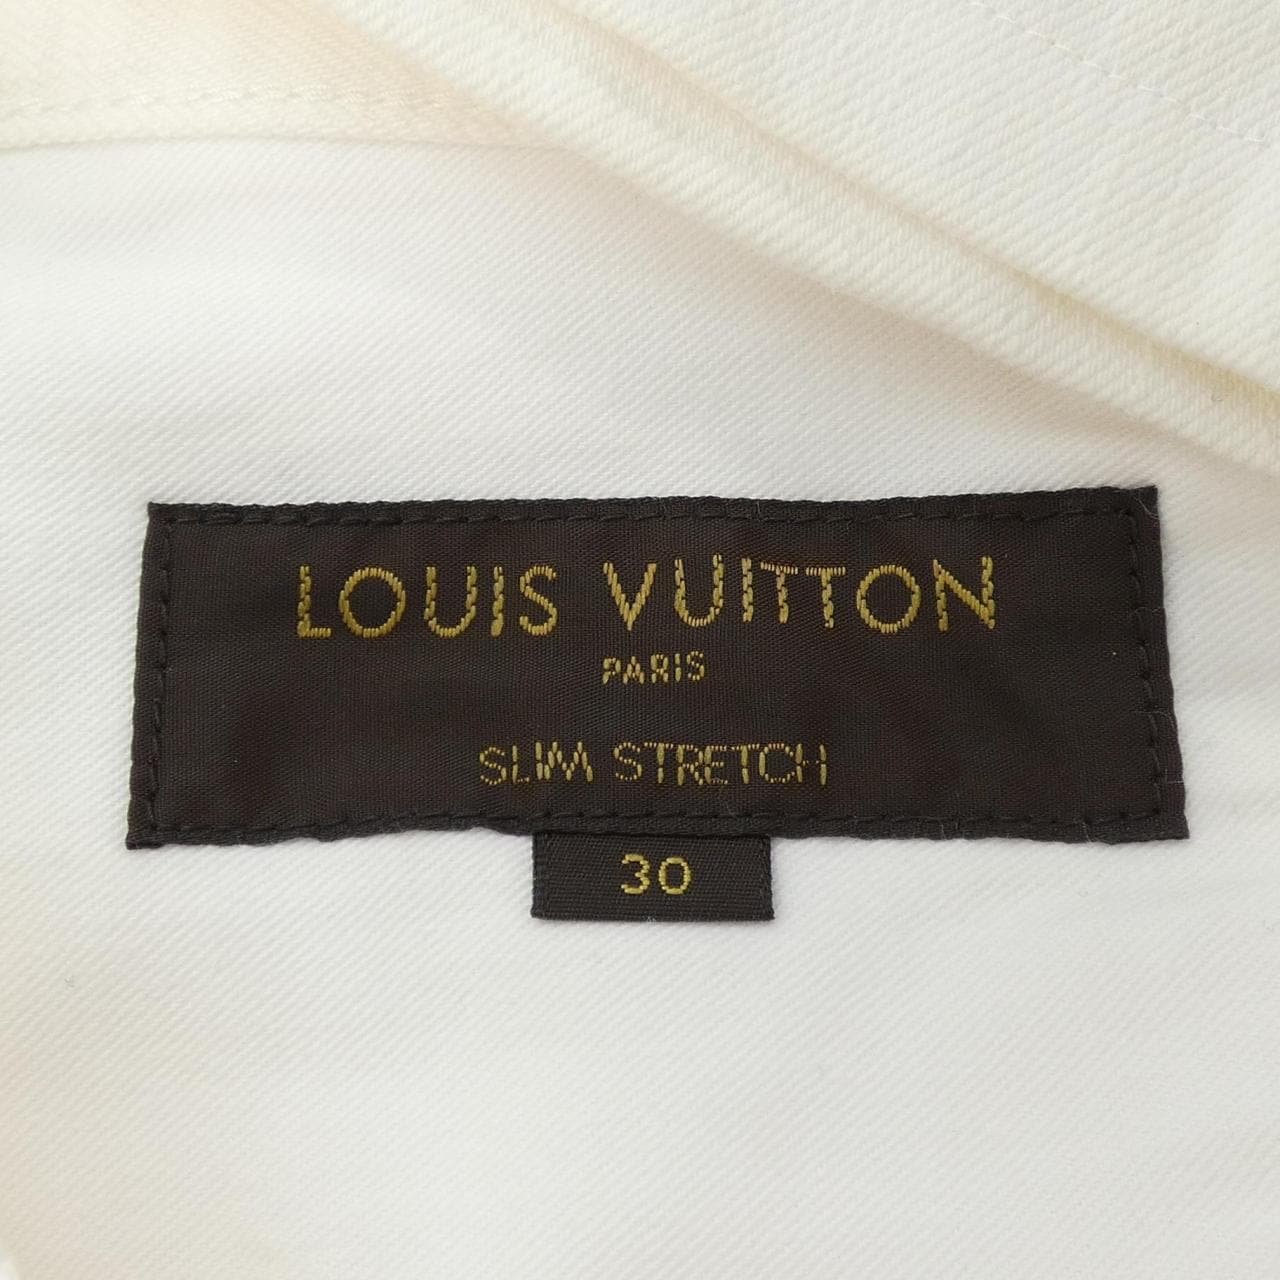 LOUIS VUITTON
PARIS
SLIM STRETCH
30